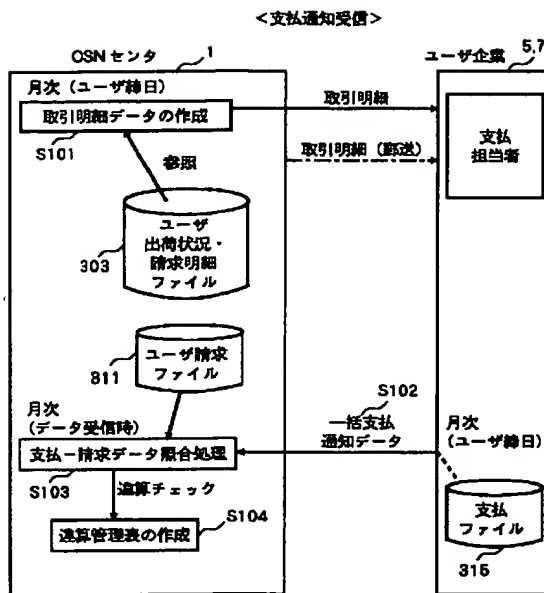 <支払通知受信>
OSNセンタ
1
ユーザ企業
5,7
月次(ユーザ締日)
取引明細データの作成
S101
取引明細
取引明細(郵送)
支払
担当者
参照
ユーザ
出荷状況・
請求明細
ファイル
303
ユーザ請求
ファイル
311
月次
(データ受信時)
支払-請求データ照合処理
S103
S102
一括支払
通知データ
月次
(ユーザ締日)
支払
ファイル
315
違算チェック
違算管理表の作成
S104